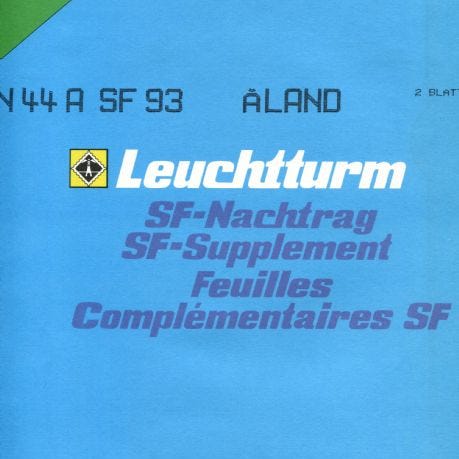 N 44 A SF 93 ÅLAND 2 BLATT
Leuchtturm
SF-Nachtrag
SF-Supplement
Feuilles
Complémentaires SF